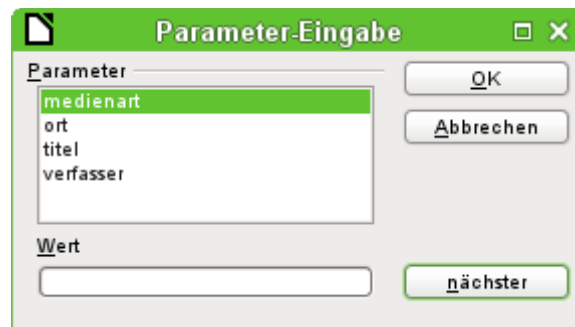 Parameter-Eingabe
Parameter
OK
medienart
ort
Abbrechen
titel
verfasser
Wert
nächster